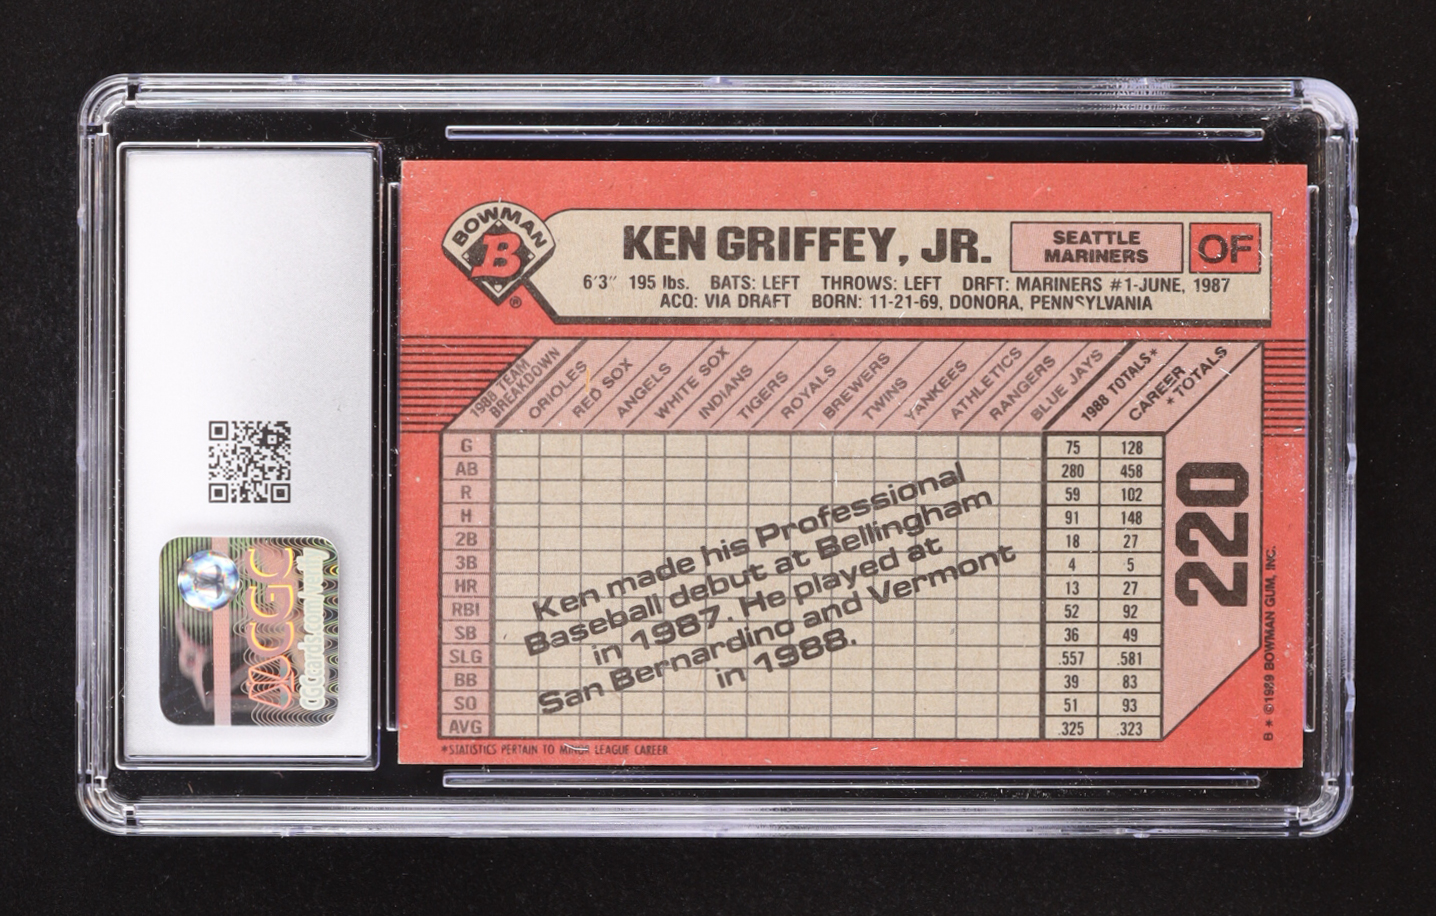 BOWMAN
B
®
KEN GRIFFEY, JR.
SEATTLE
MARINERS
OF
6'3" 195 lbs. BATS: LEFT THROWS: LEFT DRFT: MARINERS #1-JUNE, 1987
ACQ: VIA DRAFT BORN: 11-21-69, DONORA, PENNSYLVANIA
1988 TEAM
BREAKDOWN
ORIOLES
RED SOX
ANGELS
WHITE SOX
INDIANS
TIGERS
ROYALS
BREWERS
TWINS
YANKEES
ATHLETICS
RANGERS
BLUE JAYS
1988 TOTALS*
CAREER
*TOTALS
G 75 128
AB 280 458
R 59 102
H 91 148
2B 18 27
3B 4 5
HR 13 27
RBI 52 92
SB 36 49
SLG .557 .581
BB 39 83
SO 51 93
AVG .325 .323
Ken made his Professional
Baseball debut at Bellingham
in 1987. He played at
San Bernardino and Vermont
in 1988.
220
*STATISTICS PERTAIN TO MINOR LEAGUE CAREER
B * ©1989 BOWMAN GUM, INC.
CGC
CGCcards.com/verify